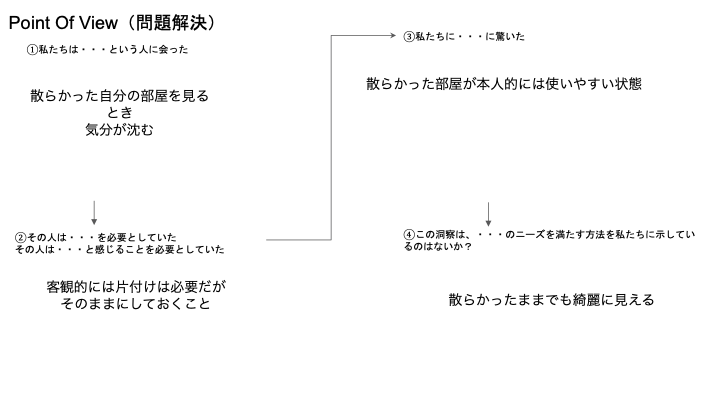 Point Of View（問題解決）
①私たちは・・・という人に会った
散らかった自分の部屋を見る
とき
気分が沈む
②その人は・・・を必要としていた
その人は・・・と感じることを必要としていた
客観的には片付けは必要だが
そのままにしておくこと
③私たちに・・・に驚いた
散らかった部屋が本人的には使いやすい状態
④この洞察は、・・・のニーズを満たす方法を私たちに示してい
るのはないか？
散らかったままでも綺麗に見える